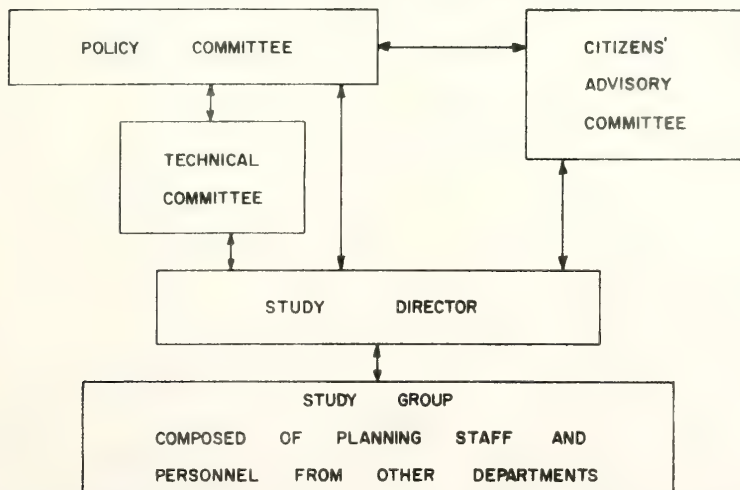 POLICY COMMITTEE
CITIZENS'
ADVISORY
COMMITTEE
TECHNICAL
COMMITTEE
STUDY DIRECTOR
STUDY GROUP
COMPOSED OF PLANNING STAFF AND
PERSONNEL FROM OTHER DEPARTMENTS